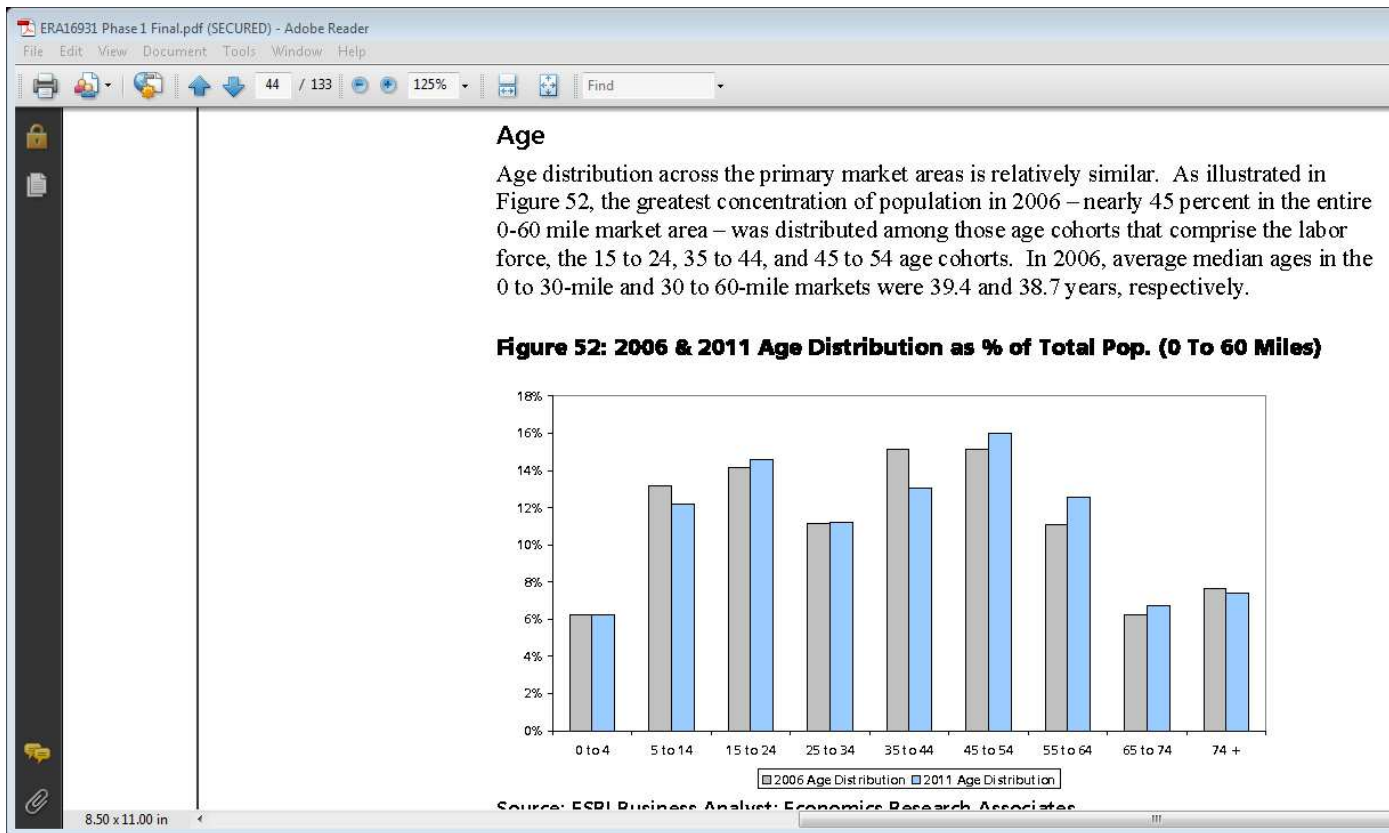 ERA16931 Phase 1 Final.pdf (SECURED) - Adobe Reader
File Edit View Document Tools Window Help
44 / 133 125% Find
Age
Age distribution across the primary market areas is relatively similar. As illustrated in
Figure 52, the greatest concentration of population in 2006 – nearly 45 percent in the entire
0-60 mile market area – was distributed among those age cohorts that comprise the labor
force, the 15 to 24, 35 to 44, and 45 to 54 age cohorts. In 2006, average median ages in the
0 to 30-mile and 30 to 60-mile markets were 39.4 and 38.7 years, respectively.
Figure 52: 2006 & 2011 Age Distribution as % of Total Pop. (0 To 60 Miles)
18%
16%
14%
12%
10%
8%
6%
4%
2%
0%
0 to 4 5 to 14 15 to 24 25 to 34 35 to 44 45 to 54 55 to 64 65 to 74 74 +
2006 Age Distribution 2011 Age Distribution
Source: ESRI Business Analyst; Economics Research Associates
8.50 x 11.00 in